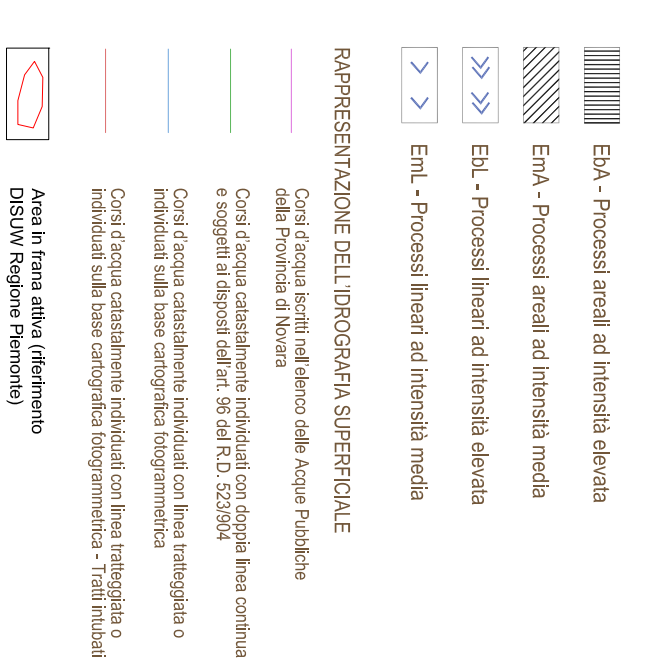 EbA - Processi areali ad intensità elevata
EmA - Processi areali ad intensità media
EbL - Processi lineari ad intensità elevata
EmL - Processi lineari ad intensità media
RAPPRESENTAZIONE DELL'IDROGRAFIA SUPERFICIALE
Corsi d'acqua iscritti nell'elenco delle Acque Pubbliche
della Provincia di Novara
Corsi d'acqua catastalmente individuati con doppia linea continua
e soggetti ai disposti dell'art. 96 del R.D. 523/904
Corsi d'acqua catastalmente individuati con linea tratteggiata o
individuati sulla base cartografica fotogrammetrica
Corsi d'acqua catastalmente individuati con linea tratteggiata o
individuati sulla base cartografica fotogrammetrica - Tratti intubati
Area in frana attiva (riferimento
DISUW Regione Piemonte)